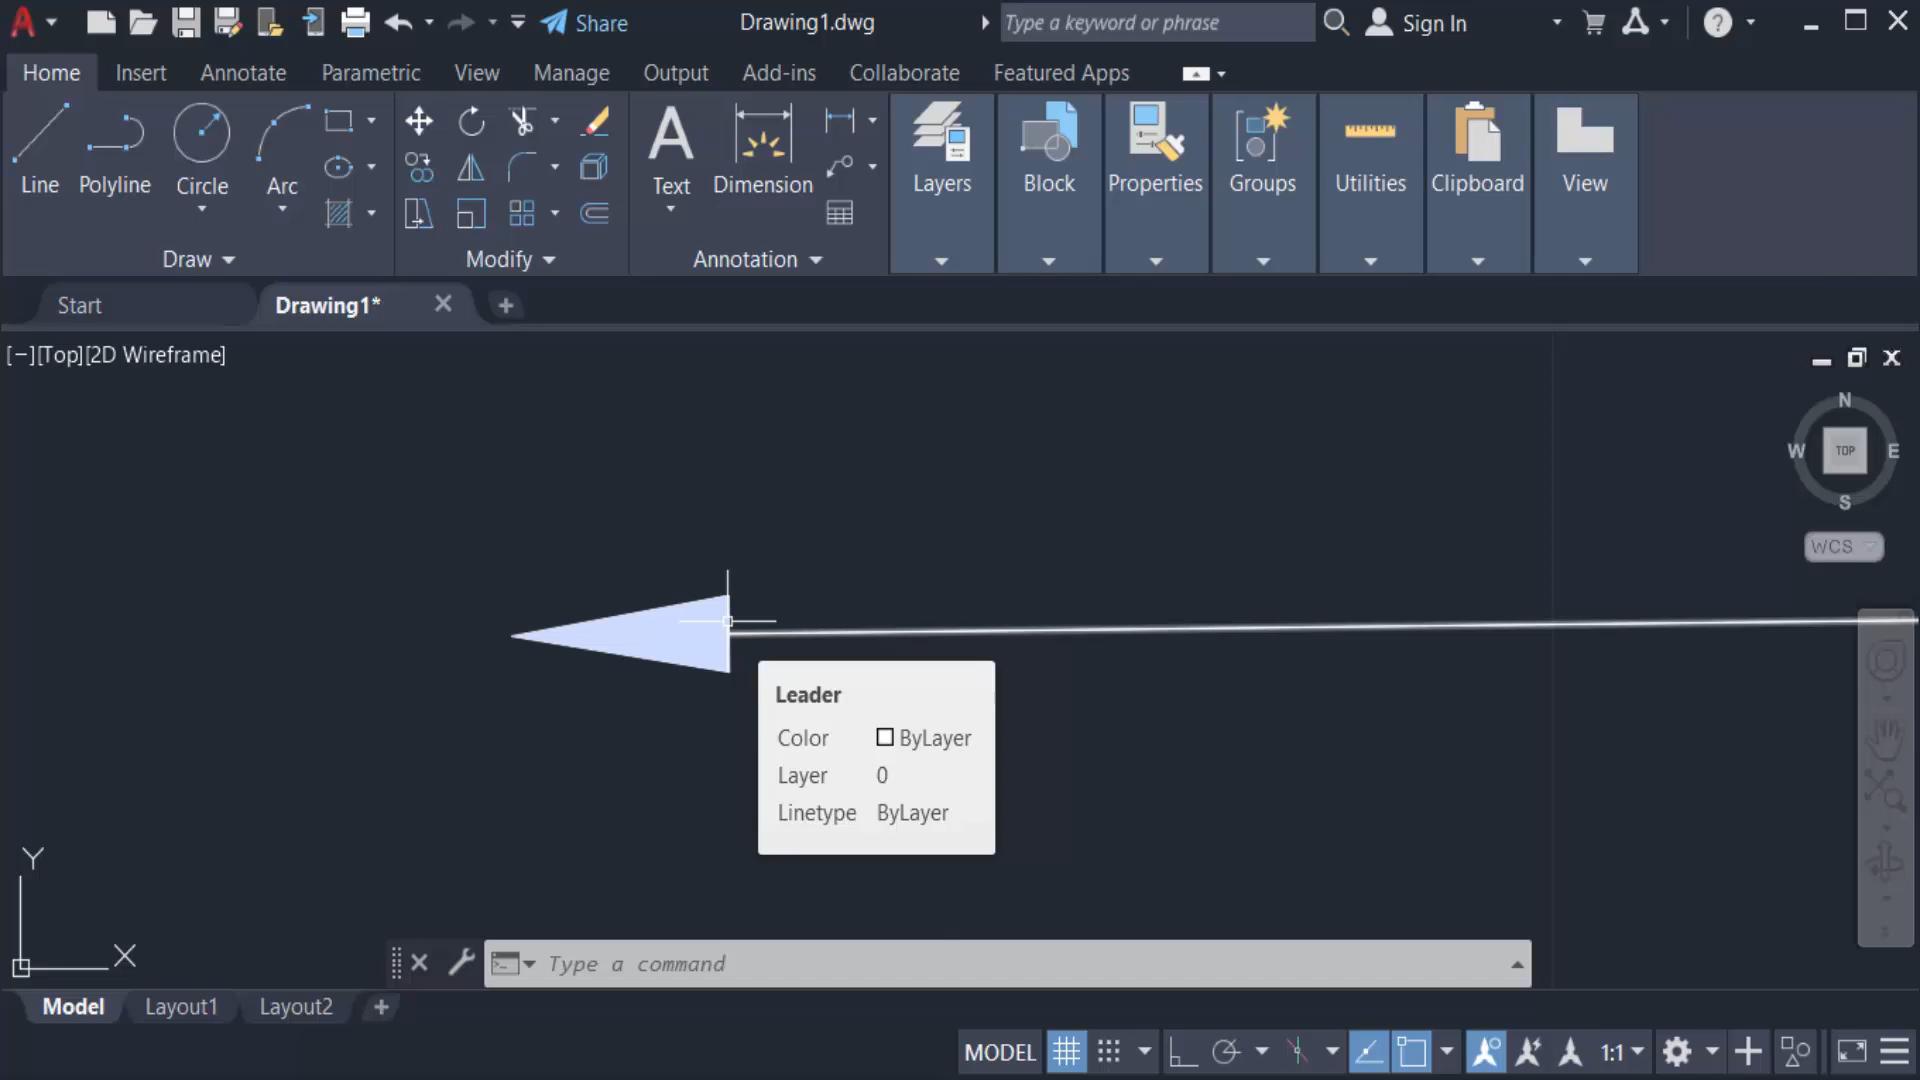 Share
Drawing1.dwg
Type a keyword or phrase
Sign In
Home Insert Annotate Parametric View Manage Output Add-ins Collaborate Featured Apps
Line Polyline Circle Arc
Text Dimension
Layers Block Properties Groups Utilities Clipboard View
Draw Modify Annotation
Start Drawing1*
[−][Top][2D Wireframe]
N
W TOP E
S
WCS
Leader
Color ByLayer
Layer 0
Linetype ByLayer
Y
X
Type a command
Model Layout1 Layout2
MODEL 1:1